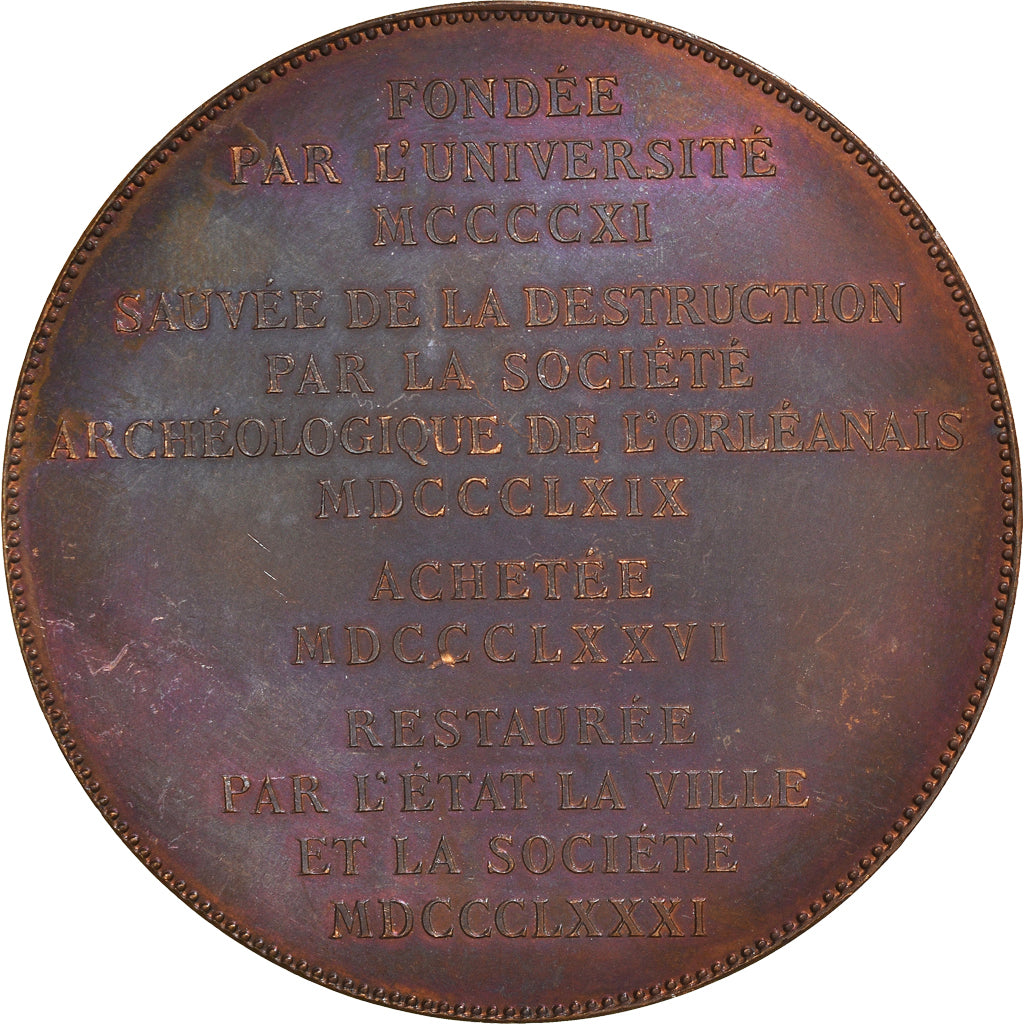 FONDÉE
PAR L'UNIVERSITÉ
MCCCCXI
SAUVÉE DE LA DESTRUCTION
PAR LA SOCIÉTÉ
ARCHÉOLOGIQUE DE L'ORLÉANAIS
MDCCCLXIX
ACHETÉE
MDCCCLXXVI
RESTAURÉE
PAR L'ÉTAT LA VILLE
ET LA SOCIÉTÉ
MDCCCLXXXI